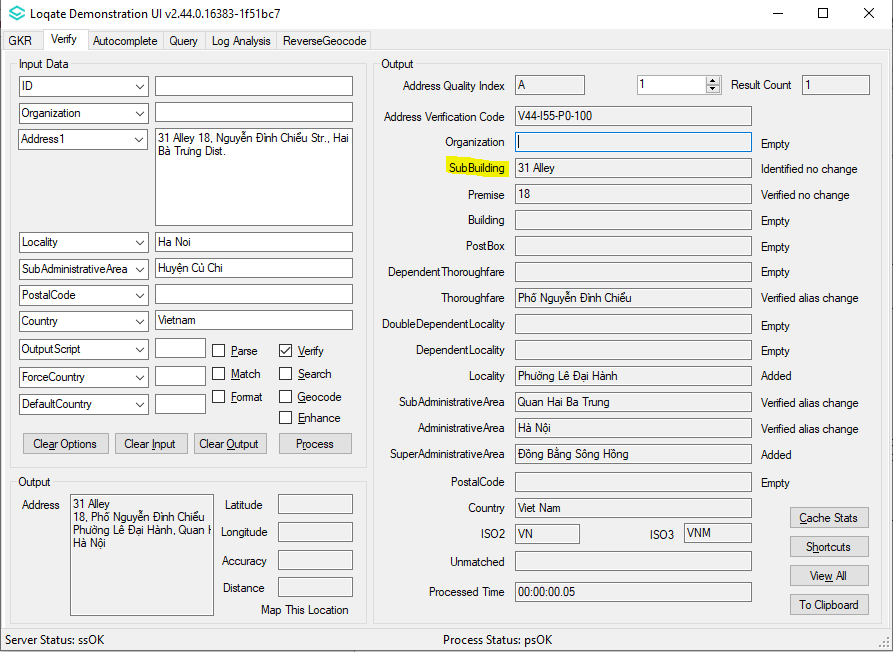 Loqate Demonstration UI v2.44.0.16383-1f51bc7
GKR Verify Autocomplete Query Log Analysis ReverseGeocode
Input Data
ID
Organization
Address1 31 Alley 18, Nguyễn Đình Chiểu Str., Hai
Bà Trưng Dist.
Locality Ha Noi
SubAdministrativeArea Huyện Củ Chi
PostalCode
Country Vietnam
OutputScript Parse Verify
ForceCountry Match Search
DefaultCountry Format Geocode
Enhance
Clear Options Clear Input Clear Output Process
Output
Address 31 Alley
18, Phố Nguyễn Đình Chiểu
Phường Lê Đại Hành, Quan H
Hà Nội
Latitude
Longitude
Accuracy
Distance
Map This Location
Output
Address Quality Index A 1 Result Count 1
Address Verification Code V44-I55-P0-100
Organization Empty
SubBuilding 31 Alley Identified no change
Premise 18 Verified no change
Building Empty
PostBox Empty
DependentThoroughfare Empty
Thoroughfare Phố Nguyễn Đình Chiểu Verified alias change
DoubleDependentLocality Empty
DependentLocality Empty
Locality Phường Lê Đại Hành Added
SubAdministrativeArea Quan Hai Ba Trung Verified alias change
AdministrativeArea Hà Nội Verified alias change
SuperAdministrativeArea Đồng Bằng Sông Hồng Added
PostalCode Empty
Country Viet Nam
ISO2 VN ISO3 VNM
Unmatched
Processed Time 00:00:00.05
Cache Stats
Shortcuts
View All
To Clipboard
Server Status: ssOK Process Status: psOK